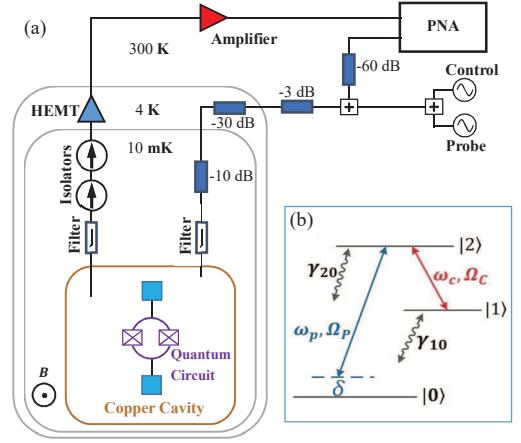 (a)
300 K
Amplifier
PNA
-60 dB
Control
-3 dB
HEMT
4 K
-30 dB
Probe
10 mK
Isolators
-10 dB
Filter
Filter
Quantum
Circuit
B
Copper Cavity
(b)
|2⟩
γ20
ωc, ΩC
ωp, ΩP
|1⟩
γ10
δ
|0⟩